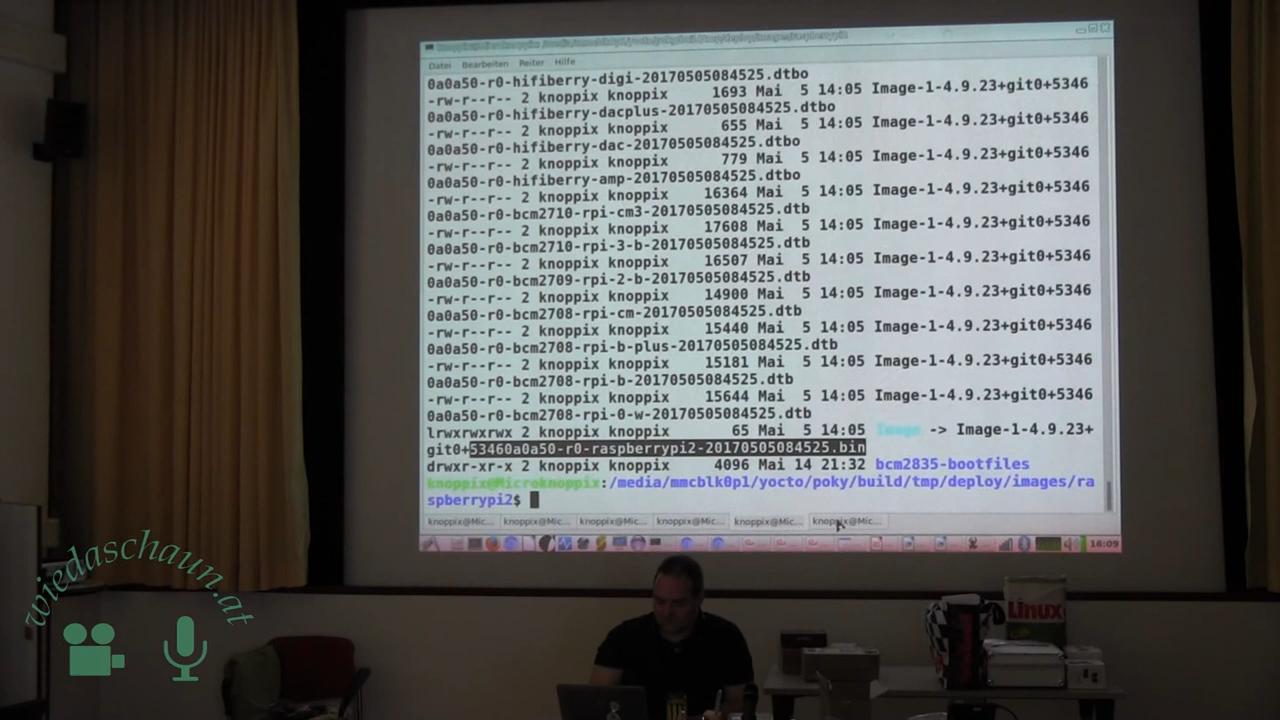 Datei Bearbeiten Reiter Hilfe
0a0a50-r0-hifiberry-digi-20170505084525.dtbo
-rw-r--r-- 2 knoppix knoppix 1693 Mai 5 14:05 Image-1-4.9.23+git0+5346
0a0a50-r0-hifiberry-dacplus-20170505084525.dtbo
-rw-r--r-- 2 knoppix knoppix 655 Mai 5 14:05 Image-1-4.9.23+git0+5346
0a0a50-r0-hifiberry-dac-20170505084525.dtbo
-rw-r--r-- 2 knoppix knoppix 779 Mai 5 14:05 Image-1-4.9.23+git0+5346
0a0a50-r0-hifiberry-amp-20170505084525.dtbo
-rw-r--r-- 2 knoppix knoppix 16364 Mai 5 14:05 Image-1-4.9.23+git0+5346
0a0a50-r0-bcm2710-rpi-cm3-20170505084525.dtb
-rw-r--r-- 2 knoppix knoppix 17608 Mai 5 14:05 Image-1-4.9.23+git0+5346
0a0a50-r0-bcm2710-rpi-3-b-20170505084525.dtb
-rw-r--r-- 2 knoppix knoppix 16507 Mai 5 14:05 Image-1-4.9.23+git0+5346
0a0a50-r0-bcm2709-rpi-2-b-20170505084525.dtb
-rw-r--r-- 2 knoppix knoppix 14900 Mai 5 14:05 Image-1-4.9.23+git0+5346
0a0a50-r0-bcm2708-rpi-cm-20170505084525.dtb
-rw-r--r-- 2 knoppix knoppix 15440 Mai 5 14:05 Image-1-4.9.23+git0+5346
0a0a50-r0-bcm2708-rpi-b-plus-20170505084525.dtb
-rw-r--r-- 2 knoppix knoppix 15181 Mai 5 14:05 Image-1-4.9.23+git0+5346
0a0a50-r0-bcm2708-rpi-b-20170505084525.dtb
-rw-r--r-- 2 knoppix knoppix 15644 Mai 5 14:05 Image-1-4.9.23+git0+5346
0a0a50-r0-bcm2708-rpi-0-w-20170505084525.dtb
lrwxrwxrwx 2 knoppix knoppix 65 Mai 5 14:05 Image -> Image-1-4.9.23+
git0+53460a0a50-r0-raspberrypi2-20170505084525.bin
drwxr-xr-x 2 knoppix knoppix 4096 Mai 14 21:32 bcm2835-bootfiles
knoppix@Microknoppix:/media/mmcblk0p1/yocto/poky/build/tmp/deploy/images/ra
spberrypi2$
knoppix@Mic... knoppix@Mic... knoppix@Mic... knoppix@Mic... knoppix@Mic... knoppix@Mic...
16:09
Linux
wiedaschaun.at